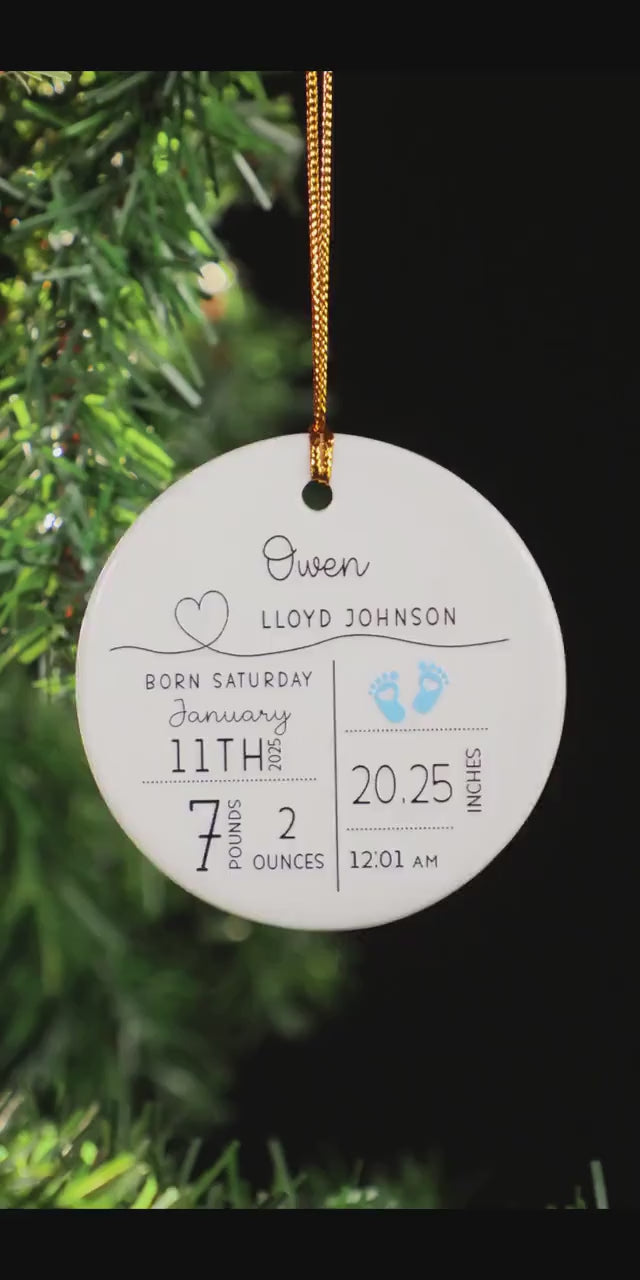 Owen
LLOYD JOHNSON
BORN SATURDAY
January
11TH 2025
7 POUNDS 2 OUNCES
20.25 INCHES
12:01 AM